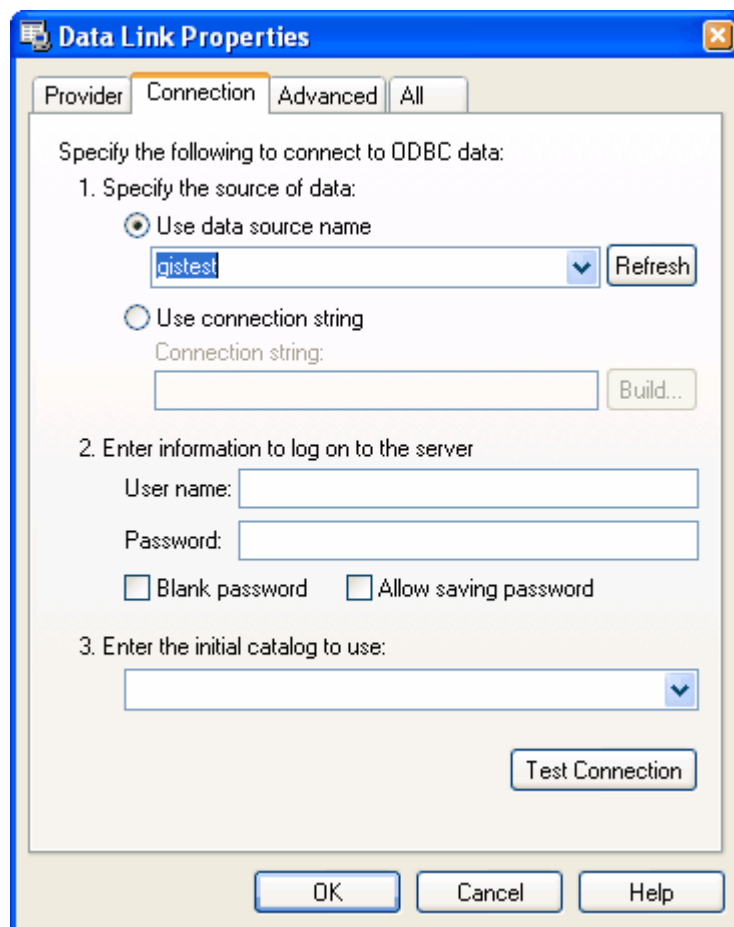 Data Link Properties
Provider Connection Advanced All
Specify the following to connect to ODBC data:
1. Specify the source of data:
Use data source name
gistest Refresh
Use connection string
Connection string:
Build...
2. Enter information to log on to the server
User name:
Password:
Blank password Allow saving password
3. Enter the initial catalog to use:
Test Connection
OK Cancel Help